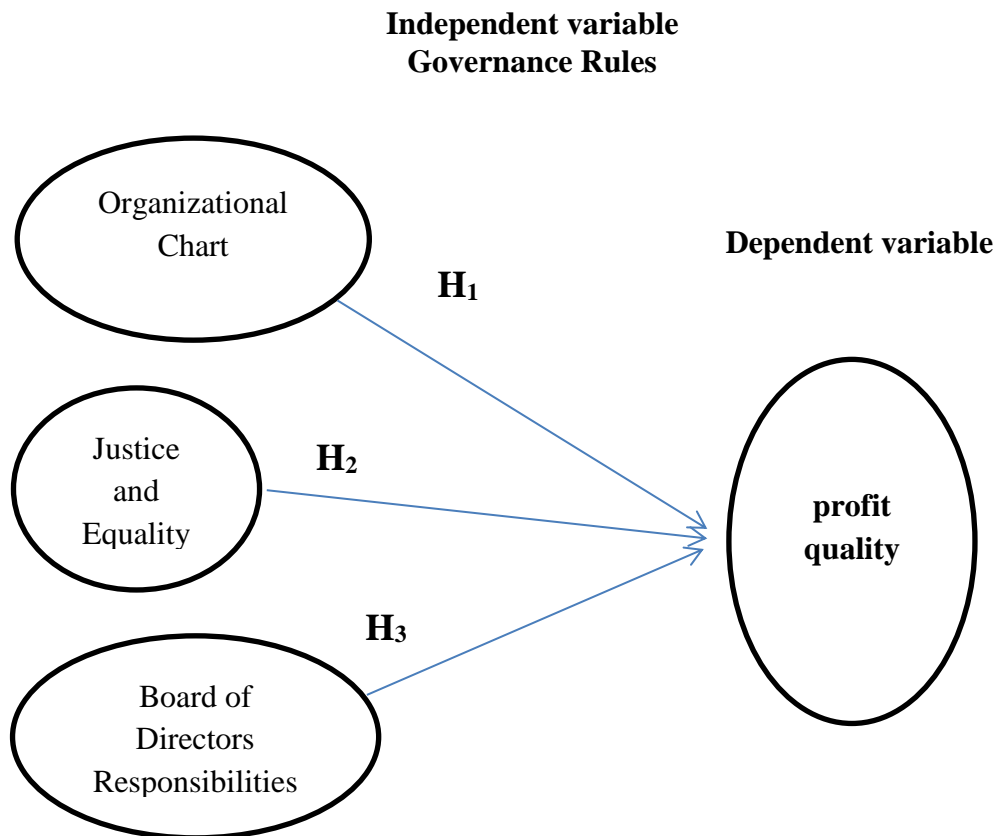 Independent variable
Governance Rules
Organizational
Chart
Dependent variable
H₁
Justice
and
Equality
H₂
profit
quality
H₃
Board of
Directors
Responsibilities